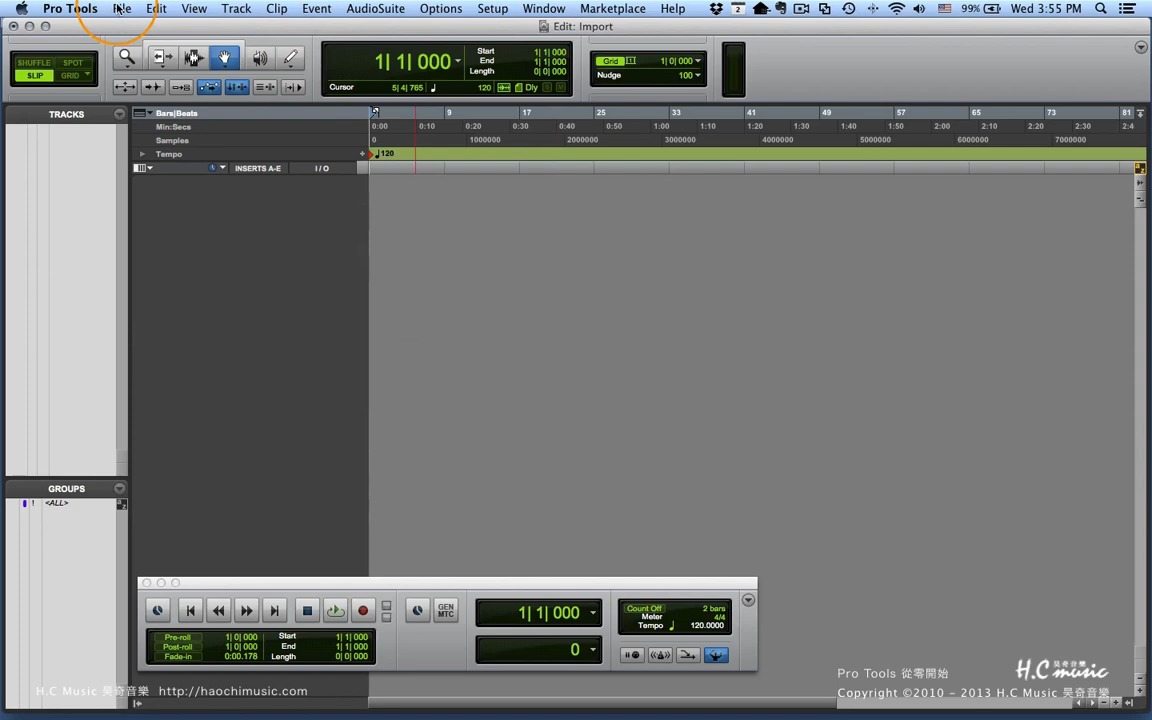 Pro Tools File Edit View Track Clip Event AudioSuite Options Setup Window Marketplace Help 2 99% Wed 3:55 PM
Edit: Import
SHUFFLE SPOT
SLIP GRID
1| 1| 000
Start 1| 1| 000
End 1| 1| 000
Length 0| 0| 000
Cursor 5| 4| 765 120 Dly
Grid 1| 0| 000
Nudge 100
TRACKS
Bars|Beats 9 17 25 33 41 49 57 65 73 81
Min:Secs 0:00 0:10 0:20 0:30 0:40 0:50 1:00 1:10 1:20 1:30 1:40 1:50 2:00 2:10 2:20 2:30 2:4
Samples 0 1000000 2000000 3000000 4000000 5000000 6000000 7000000
Tempo 120
INSERTS A-E I / O
GROUPS
! <ALL>
GEN
MTC
1| 1| 000
0
Count Off 2 bars
Meter 4/4
Tempo 120.0000
Pre-roll 1| 0| 000 Start 1| 1| 000
Post-roll 1| 0| 000 End 1| 1| 000
Fade-in 0:00.178 Length 0| 0| 000
Pro Tools 從零開始
H.C music
H.C Music 昊奇音樂 http://haochimusic.com
Copyright ©2010 - 2013 H.C Music 昊奇音樂